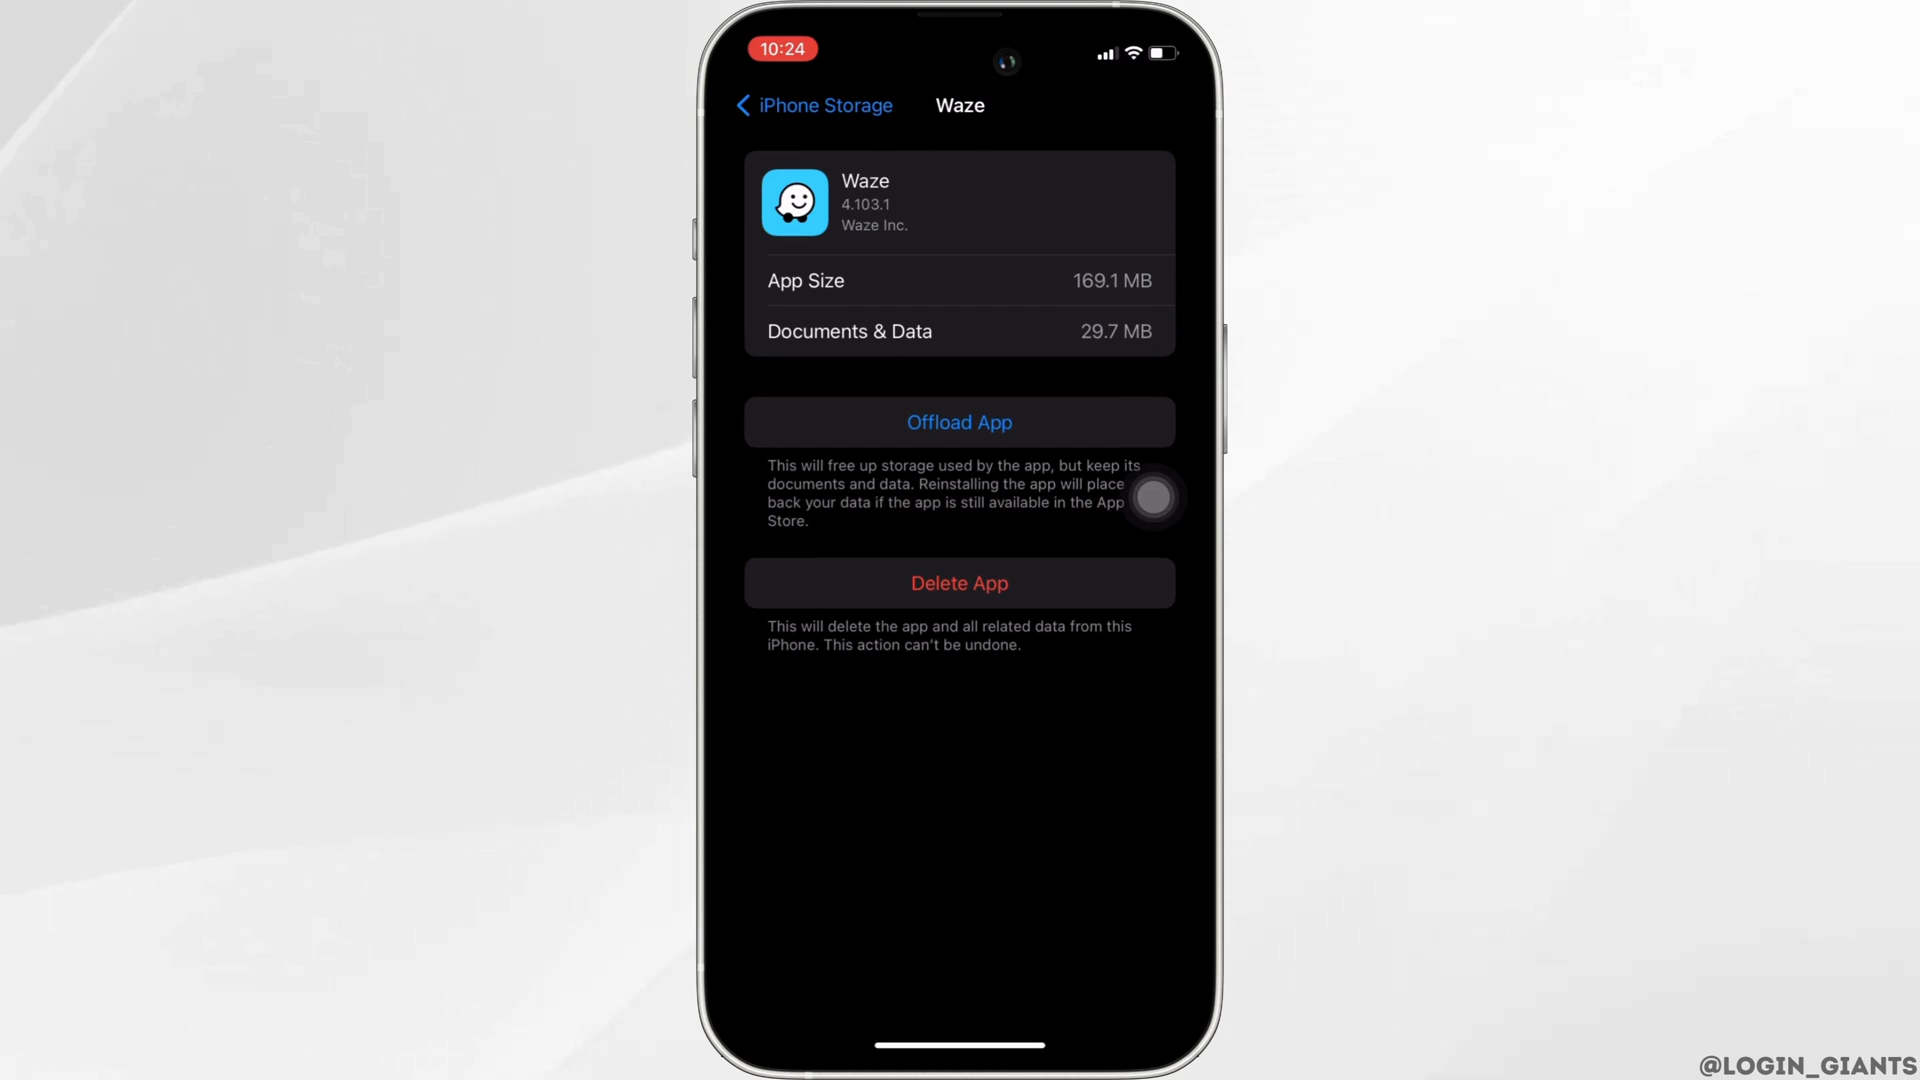 10:24
iPhone Storage
Waze
Waze
4.103.1
Waze Inc.
App Size
169.1 MB
Documents & Data
29.7 MB
Offload App
This will free up storage used by the app, but keep its
documents and data. Reinstalling the app will place
back your data if the app is still available in the App
Store.
Delete App
This will delete the app and all related data from this
iPhone. This action can't be undone.
@LOGIN_GIANTS